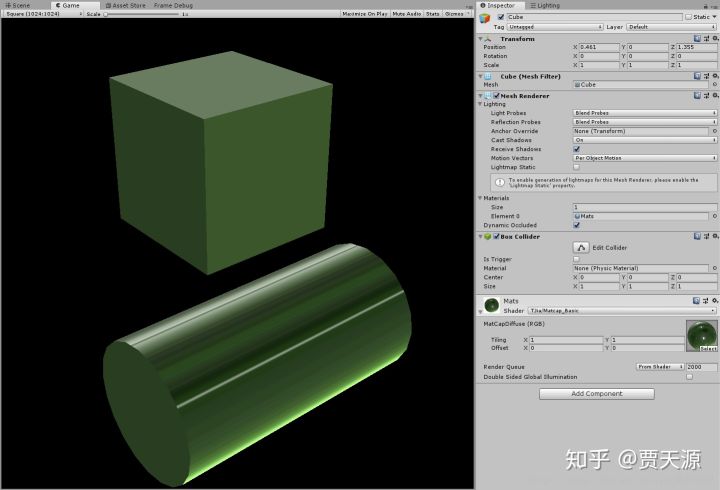 Scene Game Asset Store Frame Debug
Square (1024:1024) Scale 1x Maximize On Play Mute Audio Stats Gizmos
Inspector Lighting
Cube Static
Tag Untagged Layer Default
Transform
Position X 0.461 Y 0 Z 1.355
Rotation X 0 Y 0 Z 0
Scale X 1 Y 1 Z 1
Cube (Mesh Filter)
Mesh Cube
Mesh Renderer
Lighting
Light Probes Blend Probes
Reflection Probes Blend Probes
Anchor Override None (Transform)
Cast Shadows On
Receive Shadows
Motion Vectors Per Object Motion
Lightmap Static
To enable generation of lightmaps for this Mesh Renderer, please enable the
'Lightmap Static' property.
Materials
Size 1
Element 0 Mats
Dynamic Occluded
Box Collider
Edit Collider
Is Trigger
Material None (Physic Material)
Center X 0 Y 0 Z 0
Size X 1 Y 1 Z 1
Mats
Shader TJia/Matcap_Basic
MatCapDiffuse (RGB)
Tiling X 1 Y 1
Offset X 0 Y 0
Select
Render Queue From Shader 2000
Double Sided Global Illumination
Add Component
知乎 @贾天源